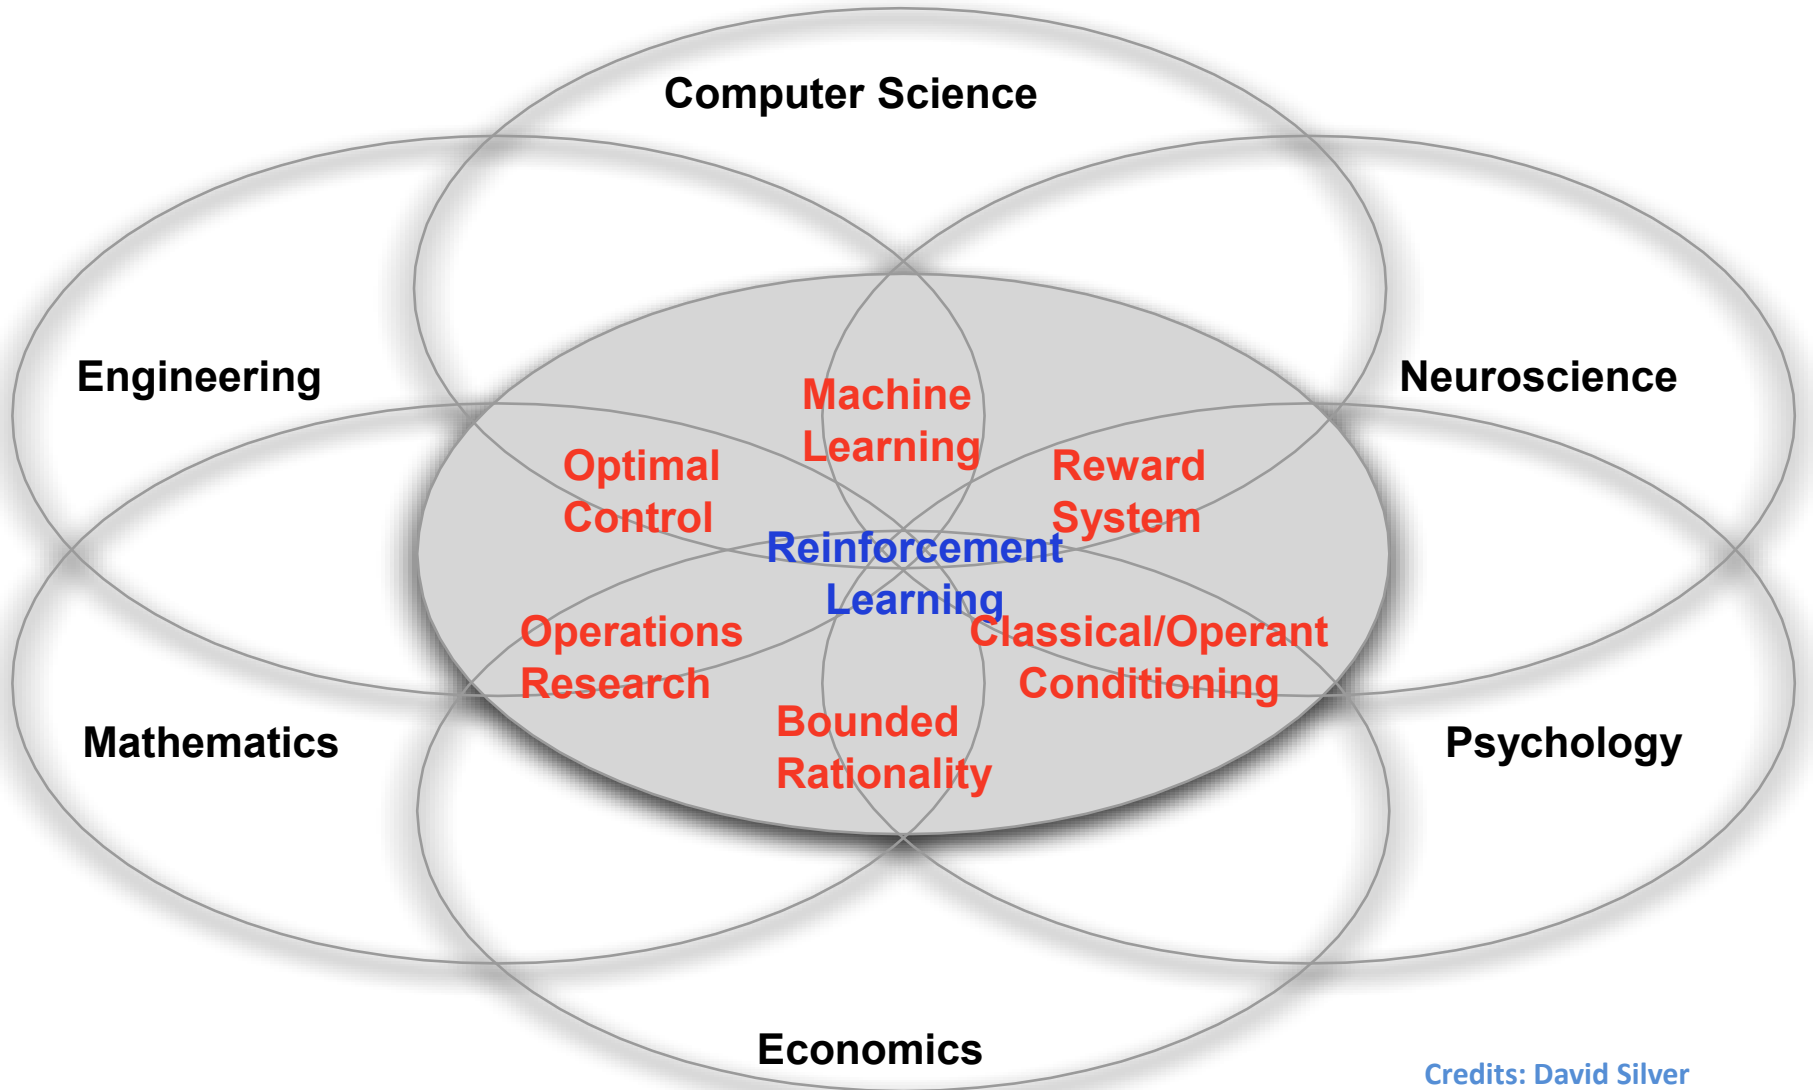 Computer Science
Engineering
Neuroscience
Machine
Learning
Optimal
Control
Reward
System
Reinforcement
Learning
Operations
Research
Classical/Operant
Conditioning
Bounded
Rationality
Mathematics
Psychology
Economics
Credits: David Silver